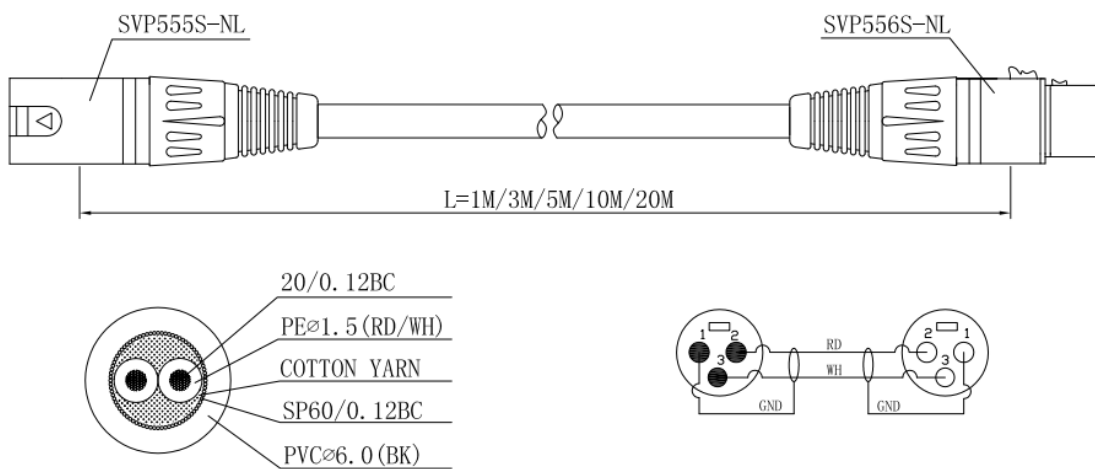 SVP555S-NL
SVP556S-NL
L=1M/3M/5M/10M/20M
20/0.12BC
PE⌀1.5(RD/WH)
COTTON YARN
SP60/0.12BC
PVC⌀6.0(BK)
1 2 3
RD
WH
GND
GND
2 1 3